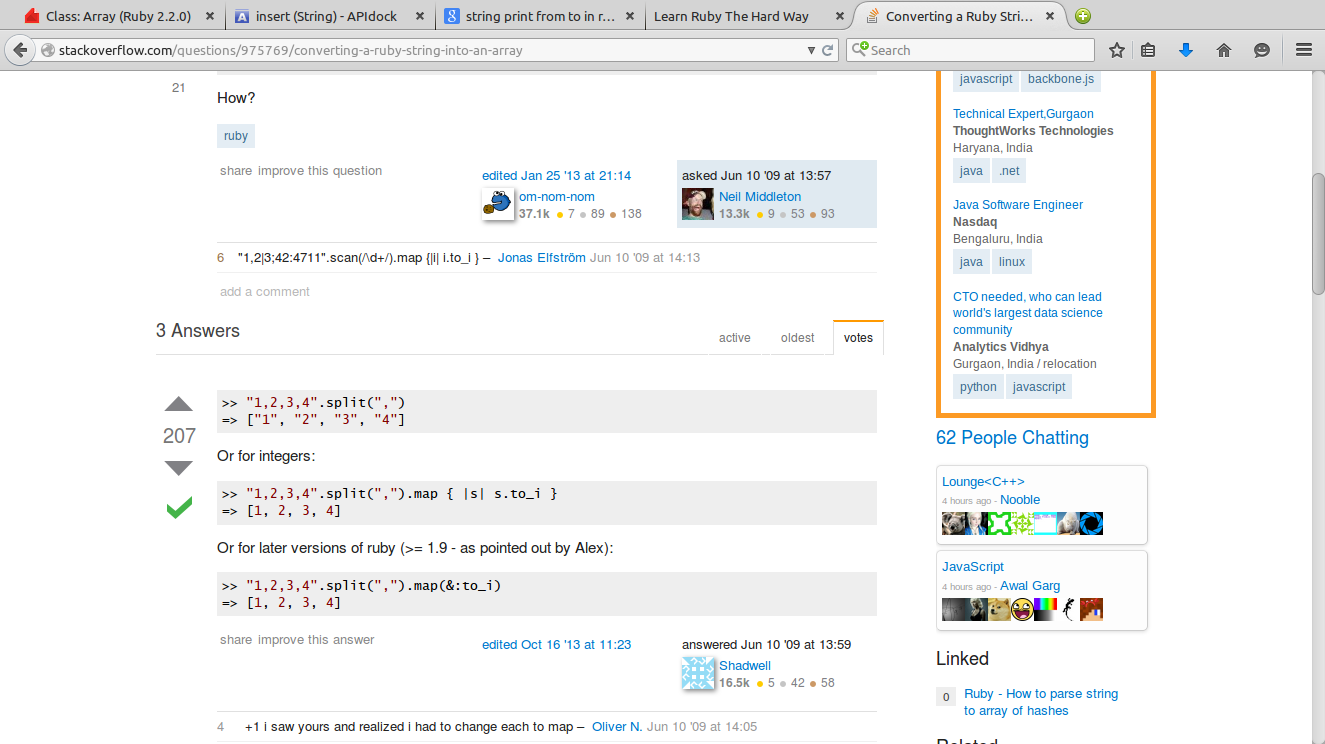 Class: Array (Ruby 2.2.0)
insert (String) - APIdock
string print from to in r...
Learn Ruby The Hard Way
Converting a Ruby Stri...
stackoverflow.com/questions/975769/converting-a-ruby-string-into-an-array
Search
21
How?
ruby
share improve this question
edited Jan 25 '13 at 21:14
om-nom-nom
37.1k ● 7 ● 89 ● 138
asked Jun 10 '09 at 13:57
Neil Middleton
13.3k ● 9 ● 53 ● 93
6 "1,2|3;42:4711".scan(/\d+/).map {|i| i.to_i } – Jonas Elfström Jun 10 '09 at 14:13
add a comment
3 Answers
active
oldest
votes
207
>> "1,2,3,4".split(",")
=> ["1", "2", "3", "4"]
Or for integers:
>> "1,2,3,4".split(",").map { |s| s.to_i }
=> [1, 2, 3, 4]
Or for later versions of ruby (>= 1.9 - as pointed out by Alex):
>> "1,2,3,4".split(",").map(&:to_i)
=> [1, 2, 3, 4]
share improve this answer
edited Oct 16 '13 at 11:23
answered Jun 10 '09 at 13:59
Shadwell
16.5k ● 5 ● 42 ● 58
4 +1 i saw yours and realized i had to change each to map – Oliver N. Jun 10 '09 at 14:05
javascript backbone.js
Technical Expert,Gurgaon
ThoughtWorks Technologies
Haryana, India
java .net
Java Software Engineer
Nasdaq
Bengaluru, India
java linux
CTO needed, who can lead
world's largest data science
community
Analytics Vidhya
Gurgaon, India / relocation
python javascript
62 People Chatting
Lounge<C++>
4 hours ago - Nooble
JavaScript
4 hours ago - Awal Garg
Linked
0 Ruby - How to parse string
to array of hashes
Related